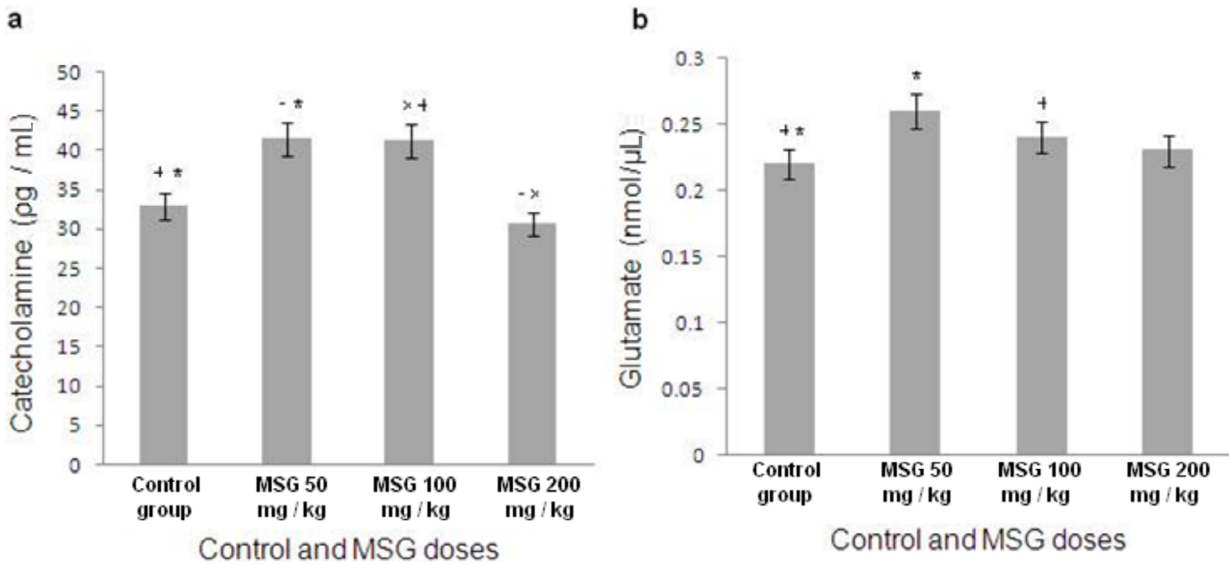 a
Catecholamine (ρg / mL)
50
45
40
35
30
25
20
15
10
5
0
+ *
- *
× +
- ×
Control group
MSG 50 mg / kg
MSG 100 mg / kg
MSG 200 mg / kg
Control and MSG doses
b
Glutamate (nmol/µL)
0.3
0.25
0.2
0.15
0.1
0.05
0
+ *
*
+
Control group
MSG 50 mg / kg
MSG 100 mg / kg
MSG 200 mg / kg
Control and MSG doses